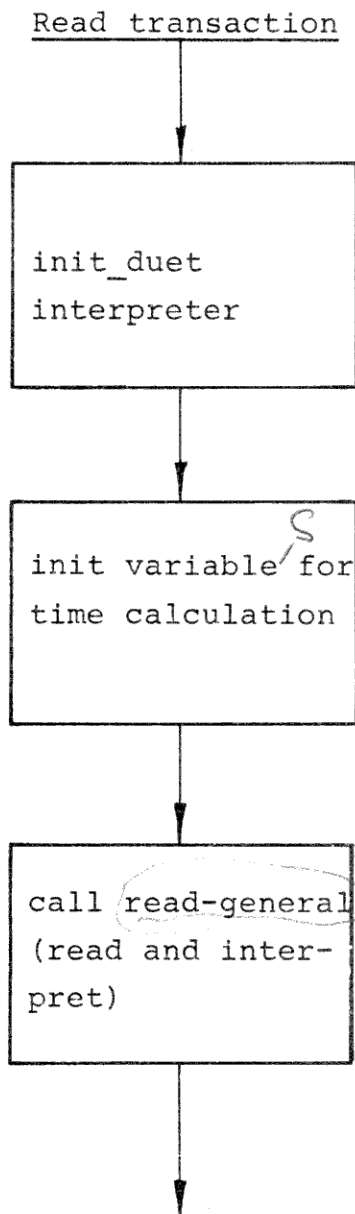 Read transaction
init_duet
interpreter
init variables for
time calculation
call read-general
(read and inter-
pret)